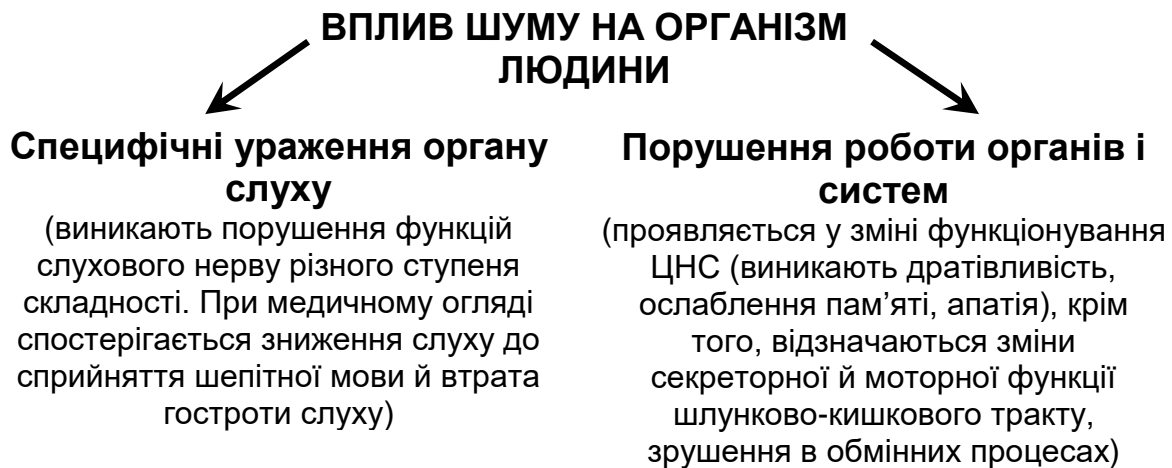 ВПЛИВ ШУМУ НА ОРГАНІЗМ
ЛЮДИНИ
Специфічні ураження органу
слуху
(виникають порушення функцій
слухового нерву різного ступеня
складності. При медичному огляді
спостерігається зниження слуху до
сприйняття шепітної мови й втрата
гостроти слуху)
Порушення роботи органів і
систем
(проявляється у зміні функціонування
ЦНС (виникають дратівливість,
ослаблення пам’яті, апатія), крім
того, відзначаються зміни
секреторної й моторної функції
шлунково-кишкового тракту,
зрушення в обмінних процесах)